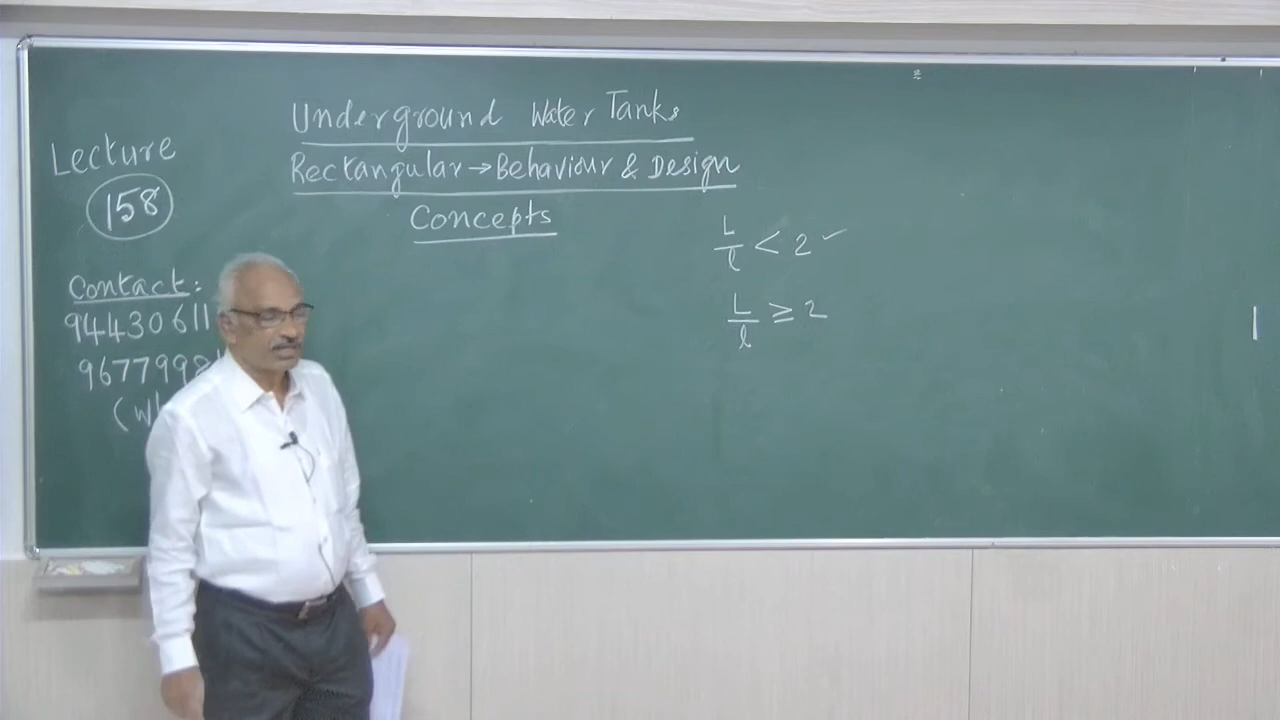 Underground Water Tanks
Rectangular → Behaviour & Design
Concepts
Lecture
158
Contact:
94430611
9677998
L/l < 2 ✓
L/l ≥ 2